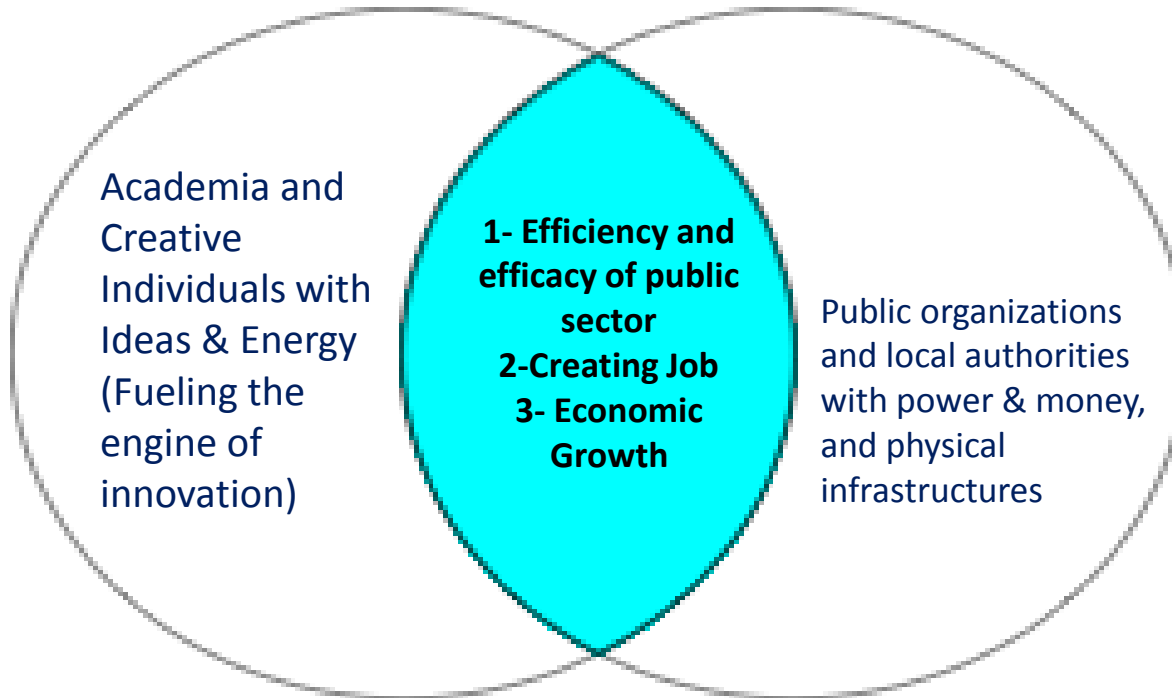 Academia and
Creative
Individuals with
Ideas & Energy
(Fueling the
engine of
innovation)
1- Efficiency and
efficacy of public
sector
2-Creating Job
3- Economic
Growth
Public organizations
and local authorities
with power & money,
and physical
infrastructures